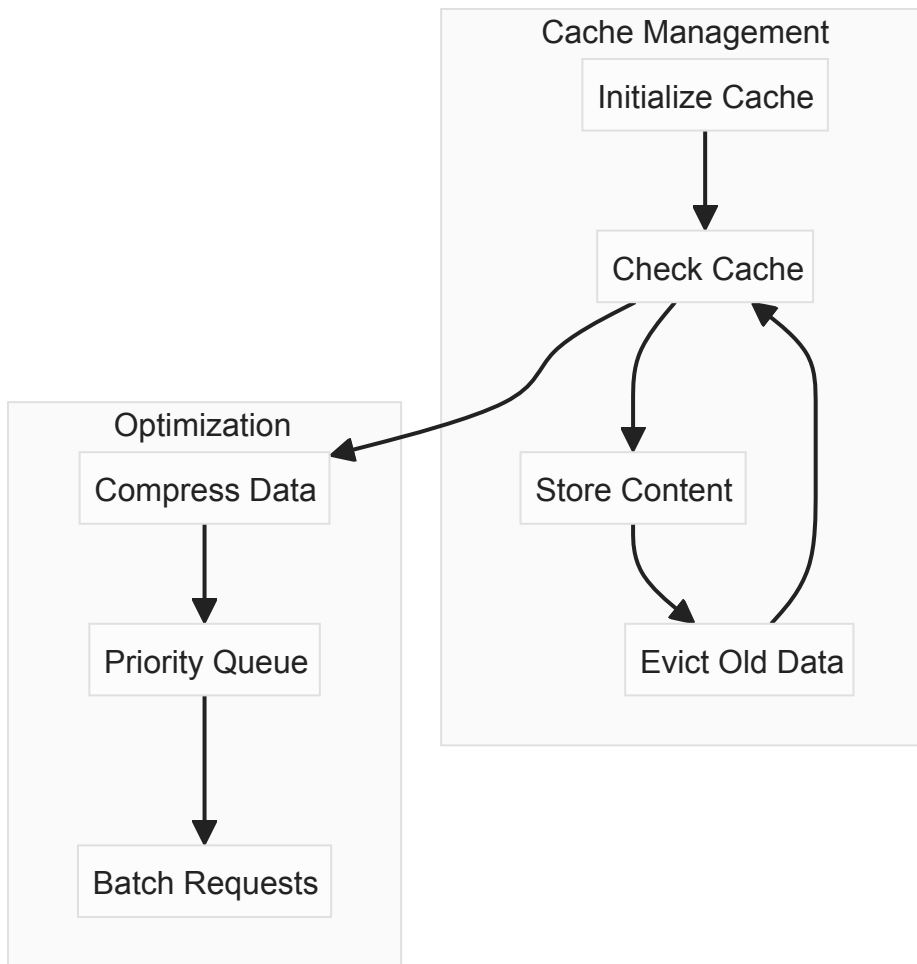 Cache Management
Initialize Cache
Check Cache
Optimization
Compress Data
Store Content
Priority Queue
Evict Old Data
Batch Requests